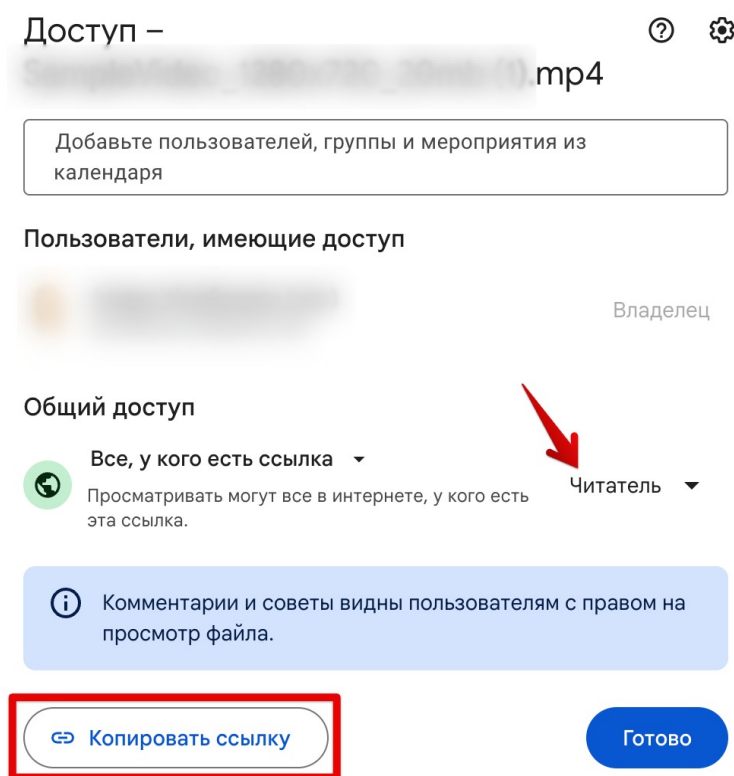 Доступ –
.mp4
Добавьте пользователей, группы и мероприятия из
календаря
Пользователи, имеющие доступ
Владелец
Общий доступ
Все, у кого есть ссылка
Читатель
Просматривать могут все в интернете, у кого есть
эта ссылка.
Комментарии и советы видны пользователям с правом на
просмотр файла.
Копировать ссылку
Готово